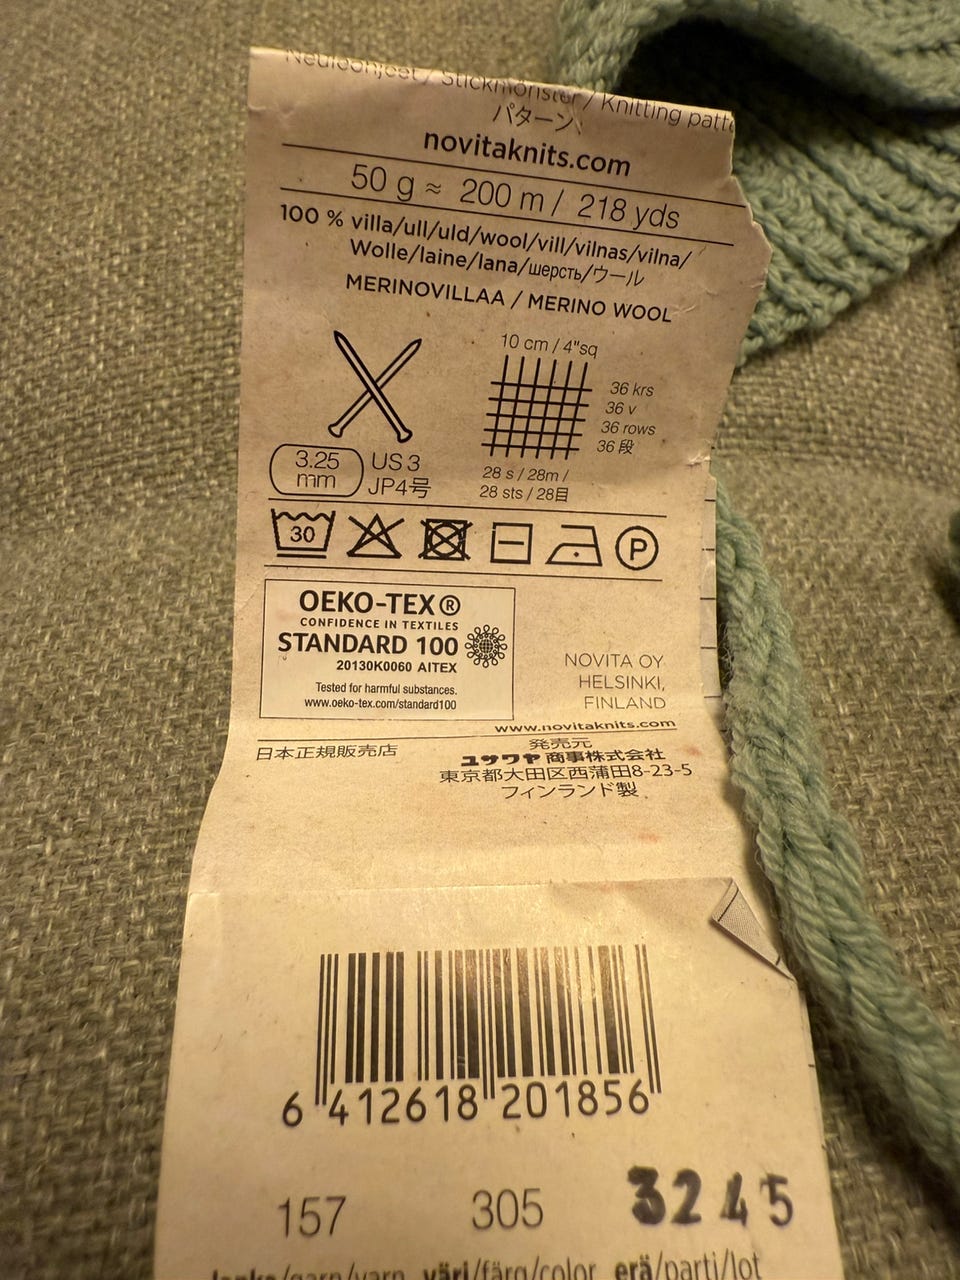 Neuleohjeet / Stickmönster / Knitting patte
パターン
novitaknits.com
50 g ≈ 200 m / 218 yds
100 % villa/ull/uld/wool/vill/vilnas/vilna/
Wolle/laine/lana/шерсть/ウール
MERINOVILLAA / MERINO WOOL
10 cm / 4"sq
36 krs
36 v
36 rows
36 段
28 s / 28m /
28 sts / 28目
3.25
mm
US 3
JP4号
30
P
OEKO-TEX®
CONFIDENCE IN TEXTILES
STANDARD 100
20130K0060 AITEX
Tested for harmful substances.
www.oeko-tex.com/standard100
NOVITA OY
HELSINKI,
FINLAND
www.novitaknits.com
日本正規販売店
発売元
ユザワヤ商事株式会社
東京都大田区西蒲田8-23-5
フィンランド製
6 412618 201856
157 305 3245
lanka/garn/yarn väri/färg/color erä/parti/lot